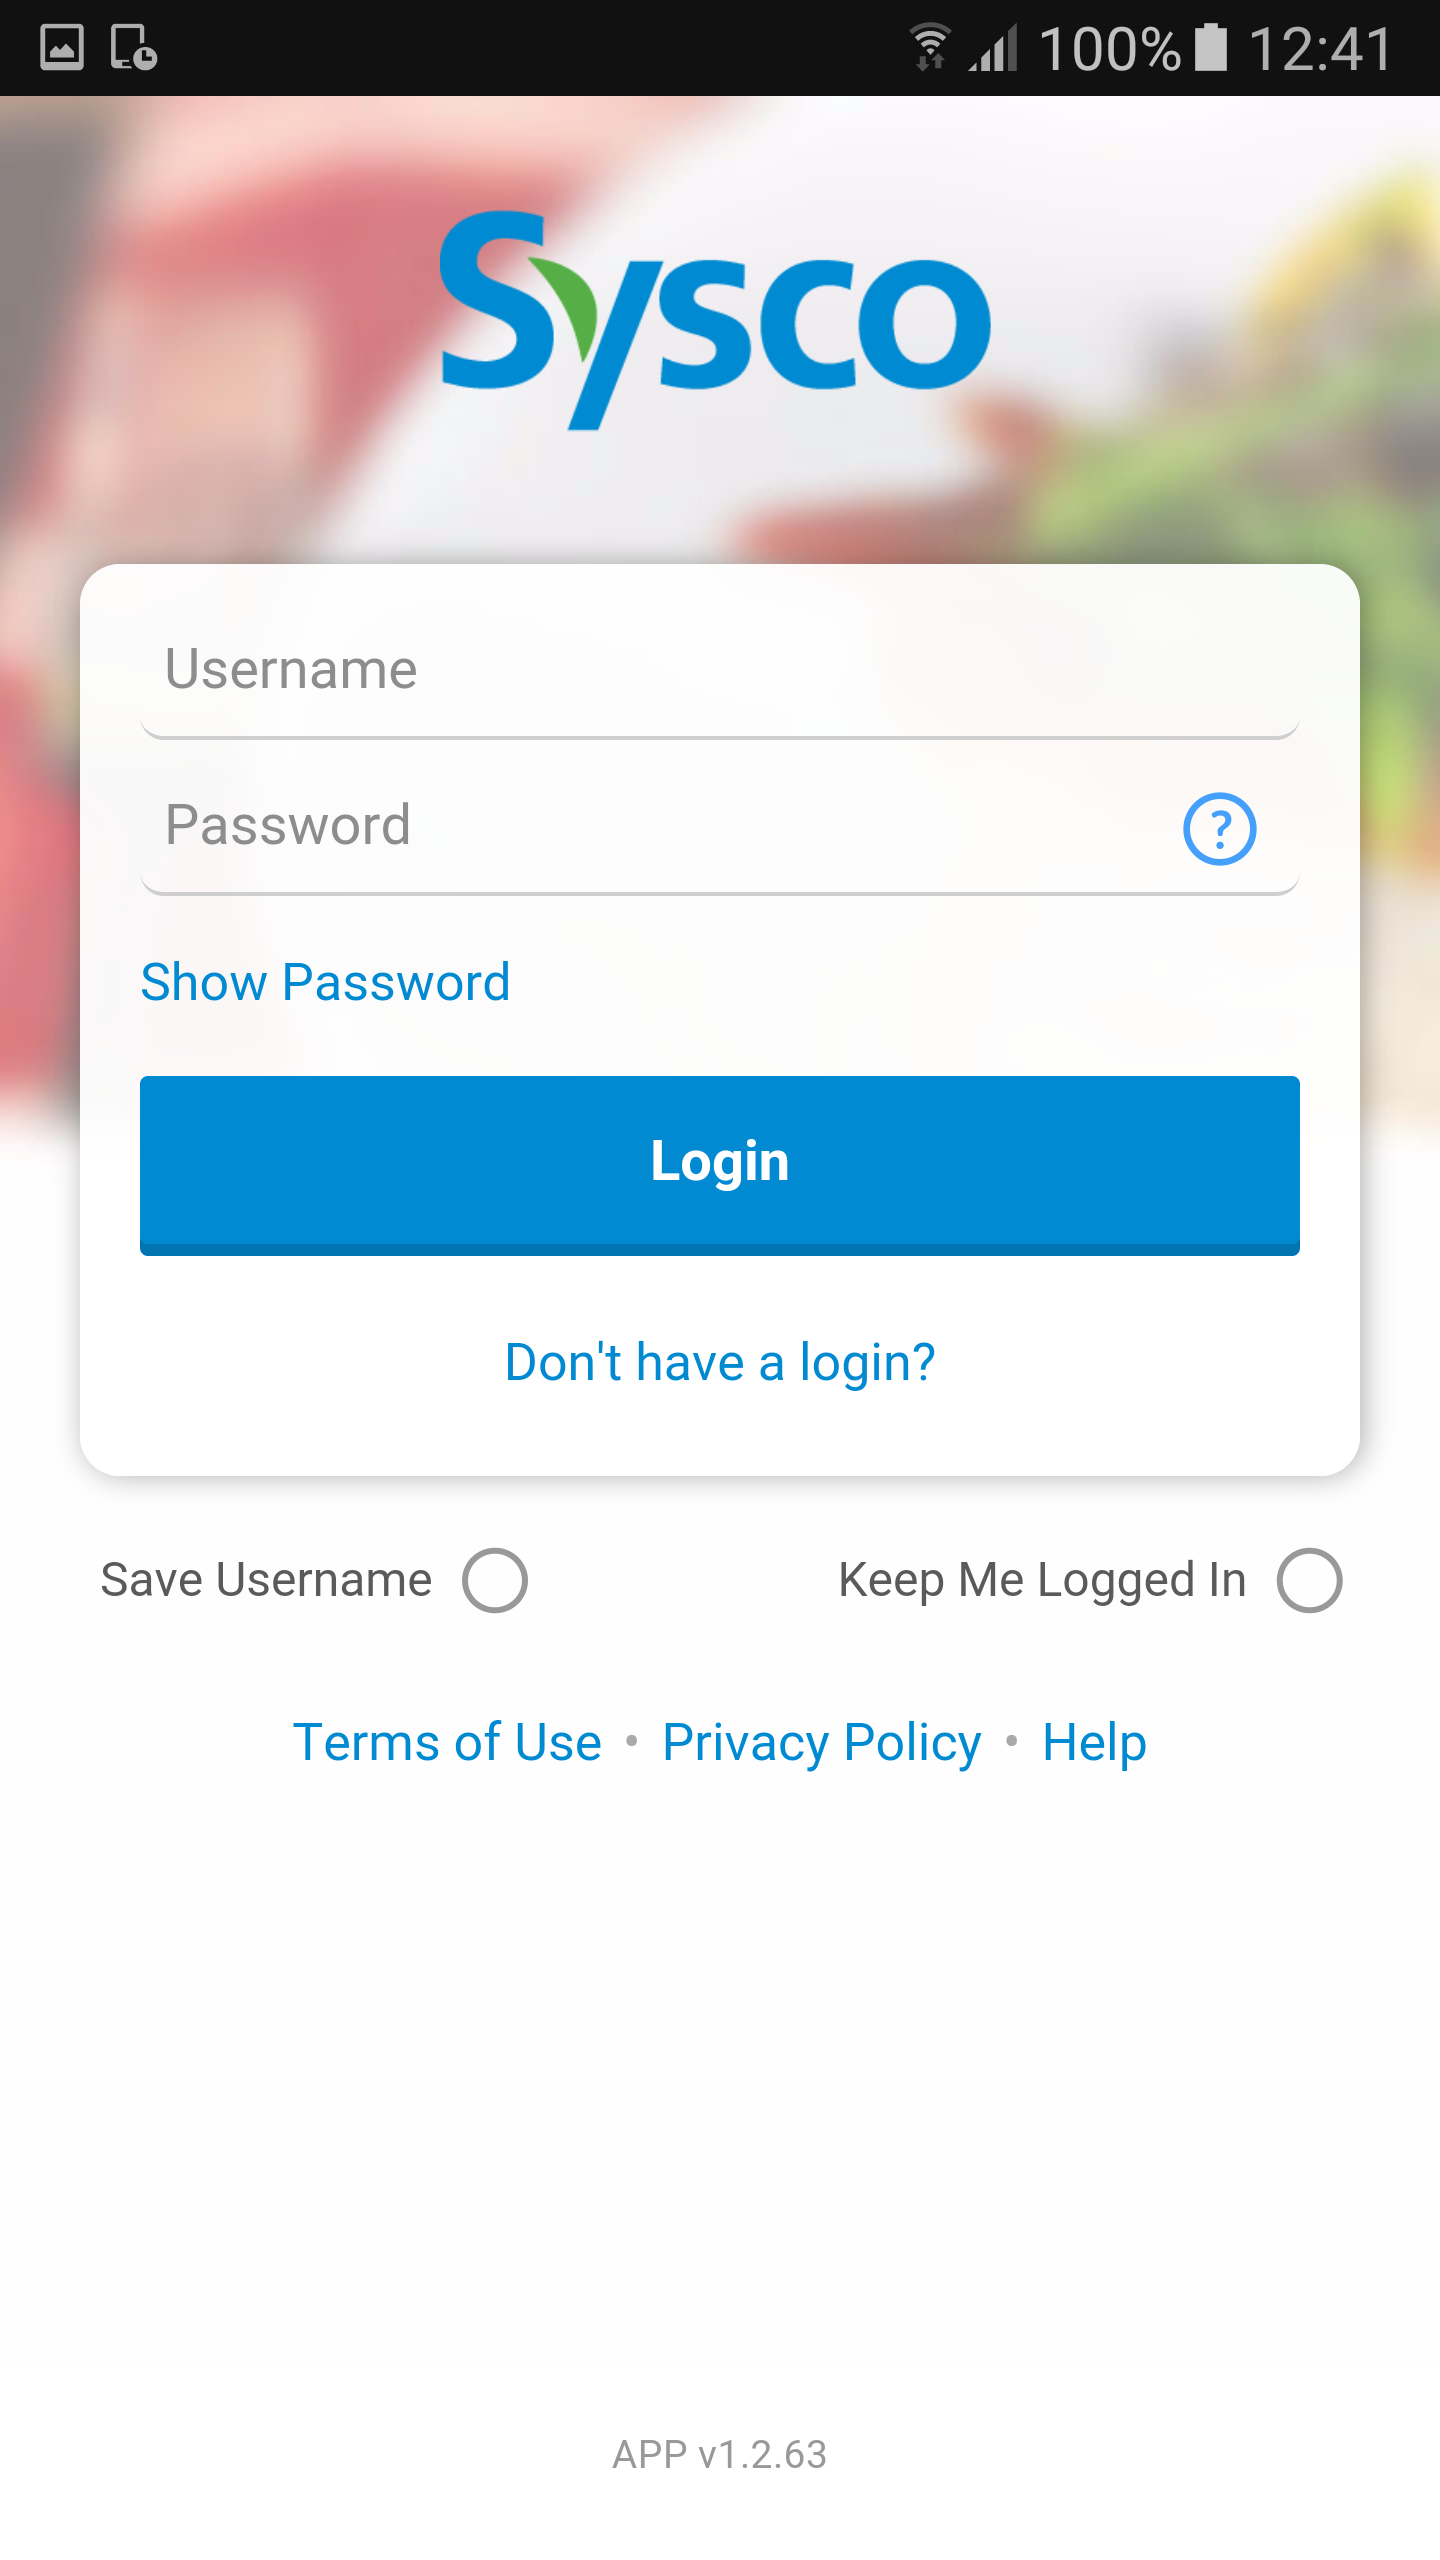 100% 12:41
Sysco
Username
Password
?
Show Password
Login
Don't have a login?
Save Username Keep Me Logged In
Terms of Use • Privacy Policy • Help
APP v1.2.63